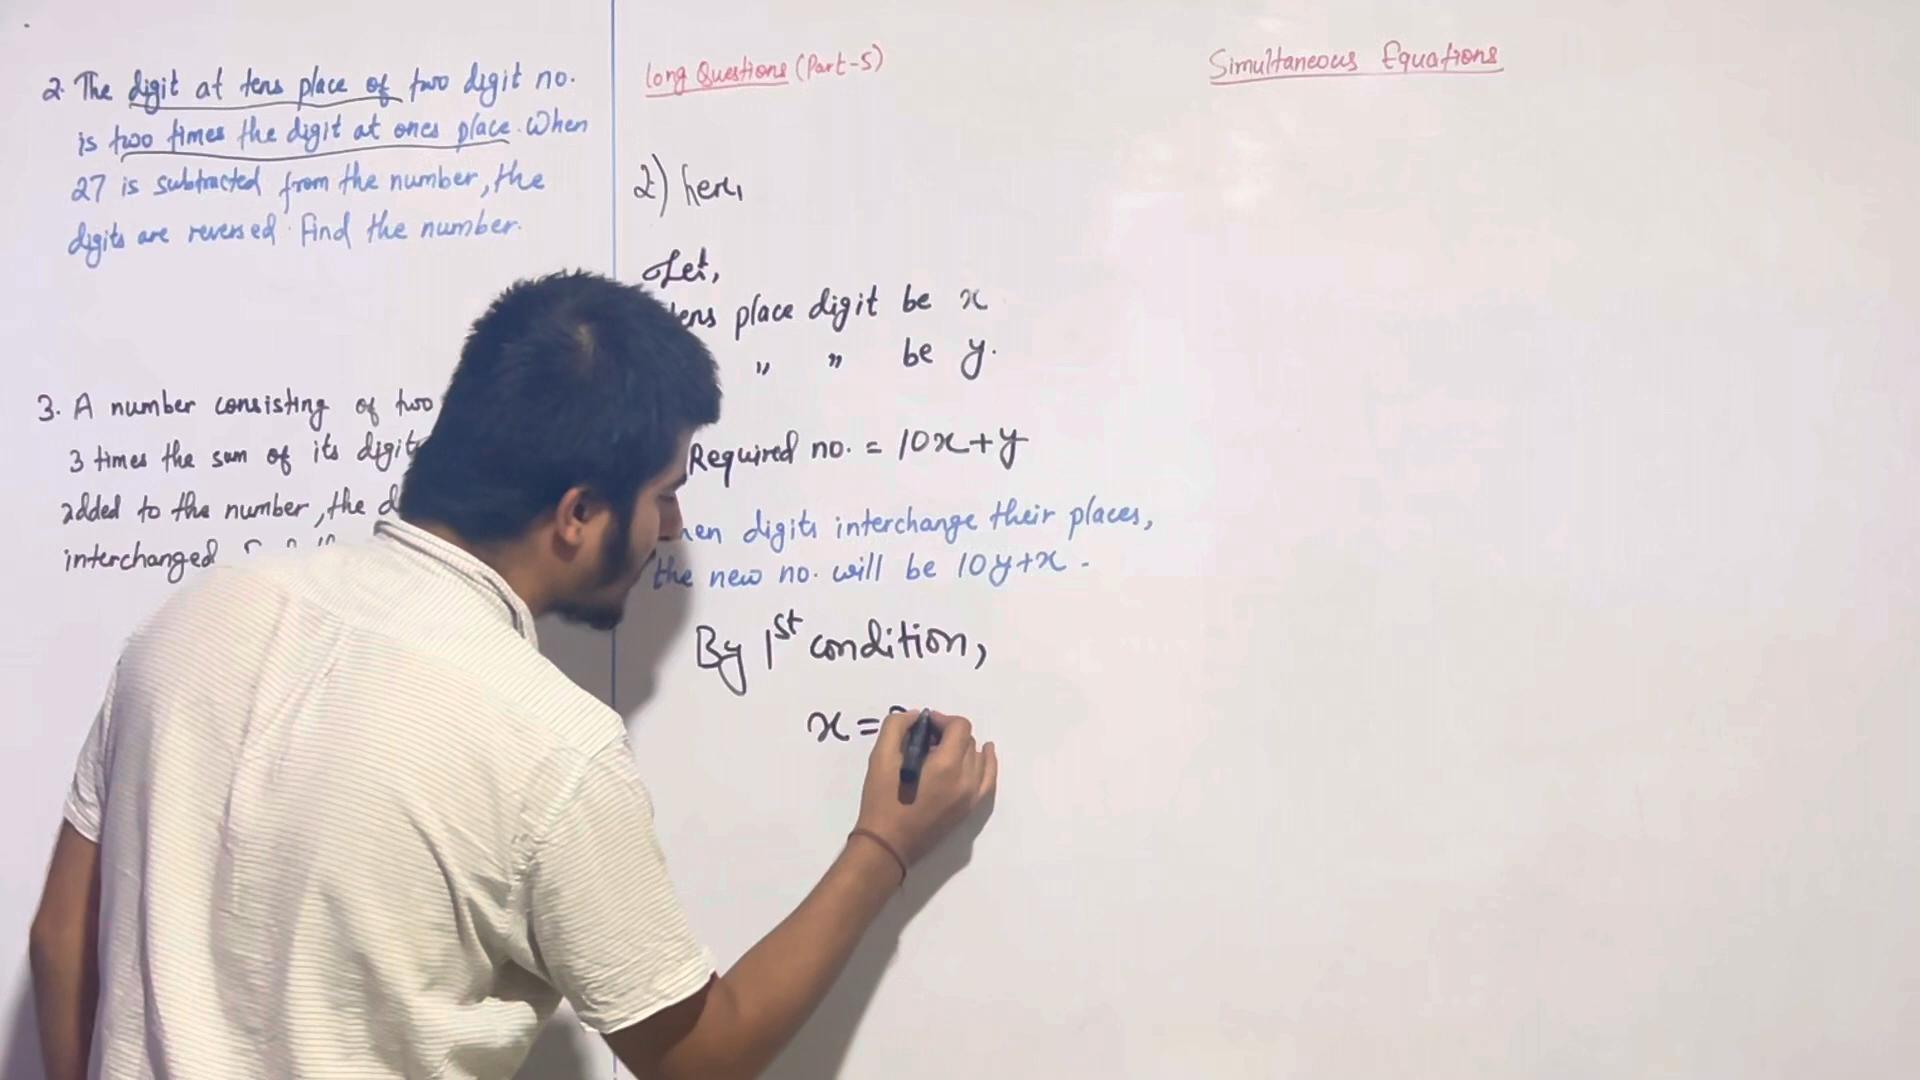 2. The digit at tens place of two digit no.
is two times the digit at ones place. When
27 is subtracted from the number, the
digits are reversed. Find the number.
3. A number consisting of two
3 times the sum of its
added to the number, the
interchanged
Long Questions (Part-5)
2) here,
Let,
place digit be x
" " be y.
Required no. = 10x+y
digits interchange their places,
the new no. will be 10y+x.
By 1st condition,
x =
Simultaneous Equations